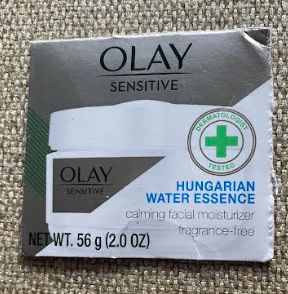 OLAY
SENSITIVE
DERMATOLOGIST
TESTED
OLAY
SENSITIVE
HUNGARIAN
WATER ESSENCE
calming facial moisturizer
fragrance-free
NET WT. 56 g (2.0 OZ)